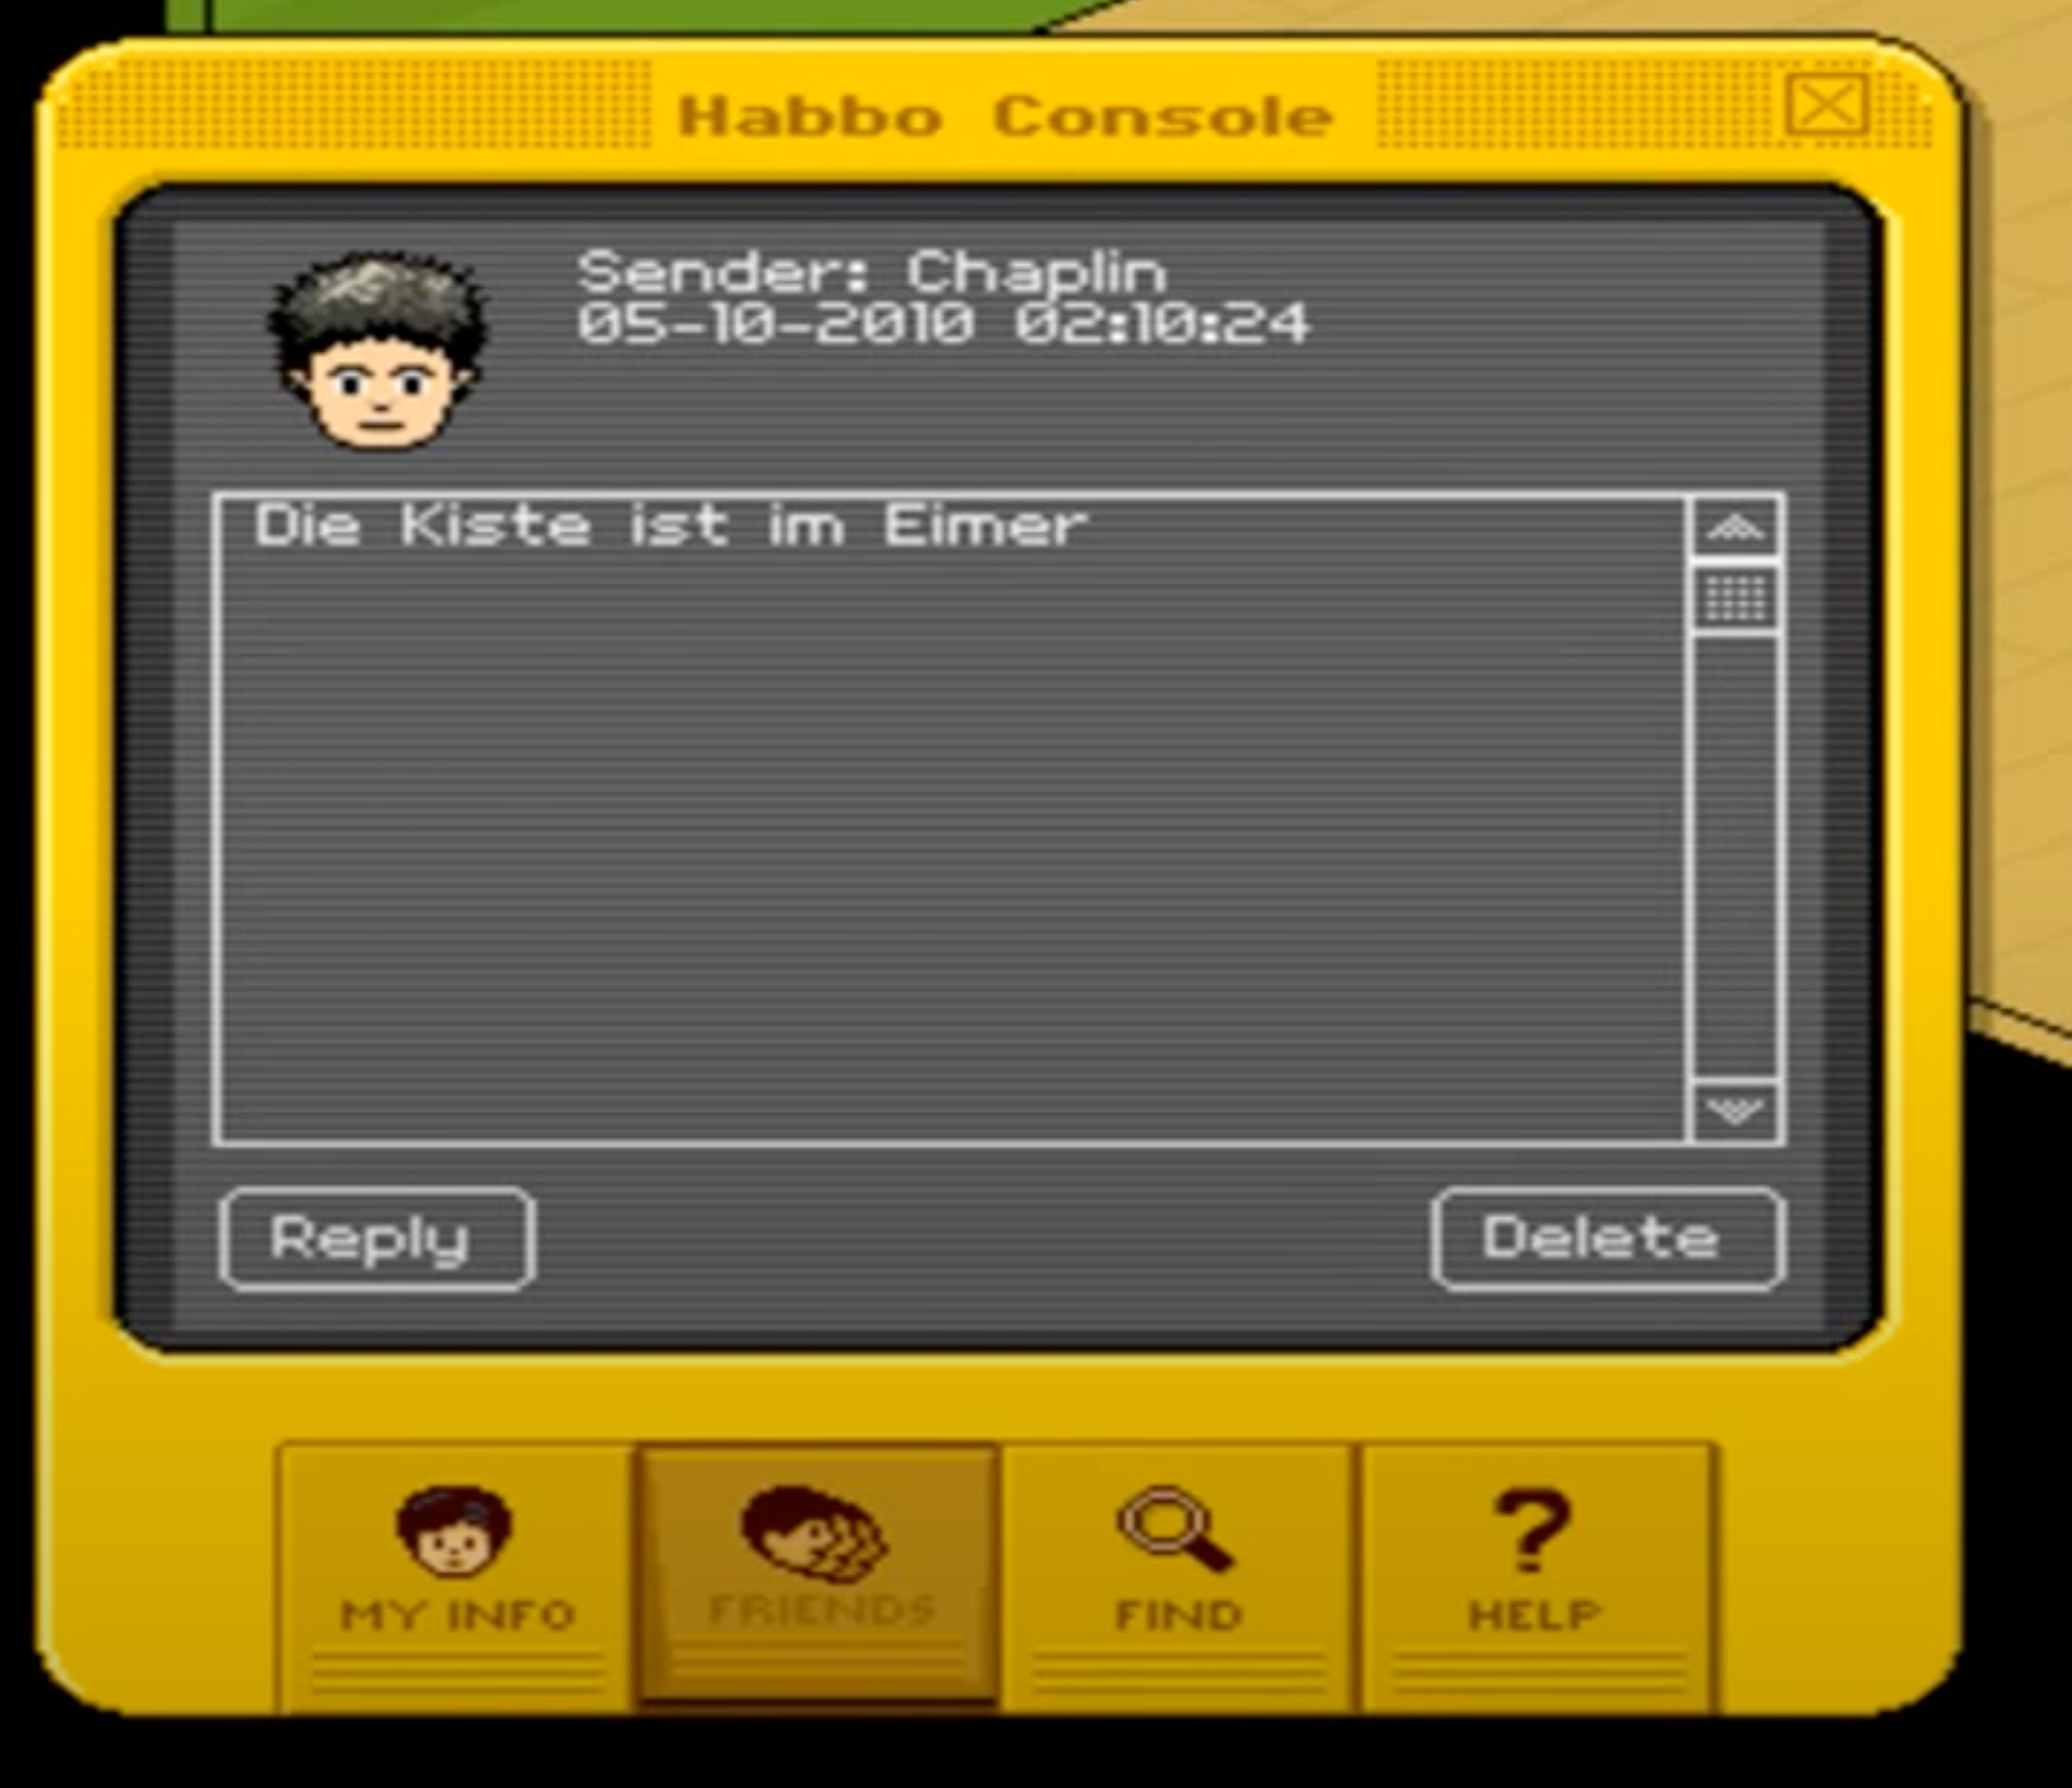 Habbo Console
Sender: Chaplin
05-10-2010 02:10:24
Die Kiste ist im Eimer
Reply
Delete
MY INFO
FRIENDS
FIND
HELP